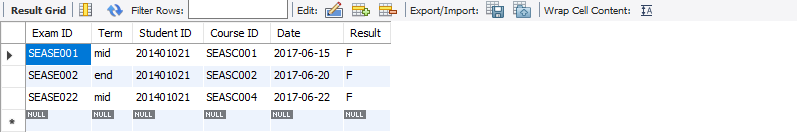 Result Grid Filter Rows: Edit: Export/Import: Wrap Cell Content: IA
Exam ID Term Student ID Course ID Date Result
SEASE001 mid 201401021 SEASC001 2017-06-15 F
SEASE002 end 201401021 SEASC002 2017-06-20 F
SEASE022 mid 201401021 SEASC004 2017-06-22 F
NULL NULL NULL NULL NULL NULL